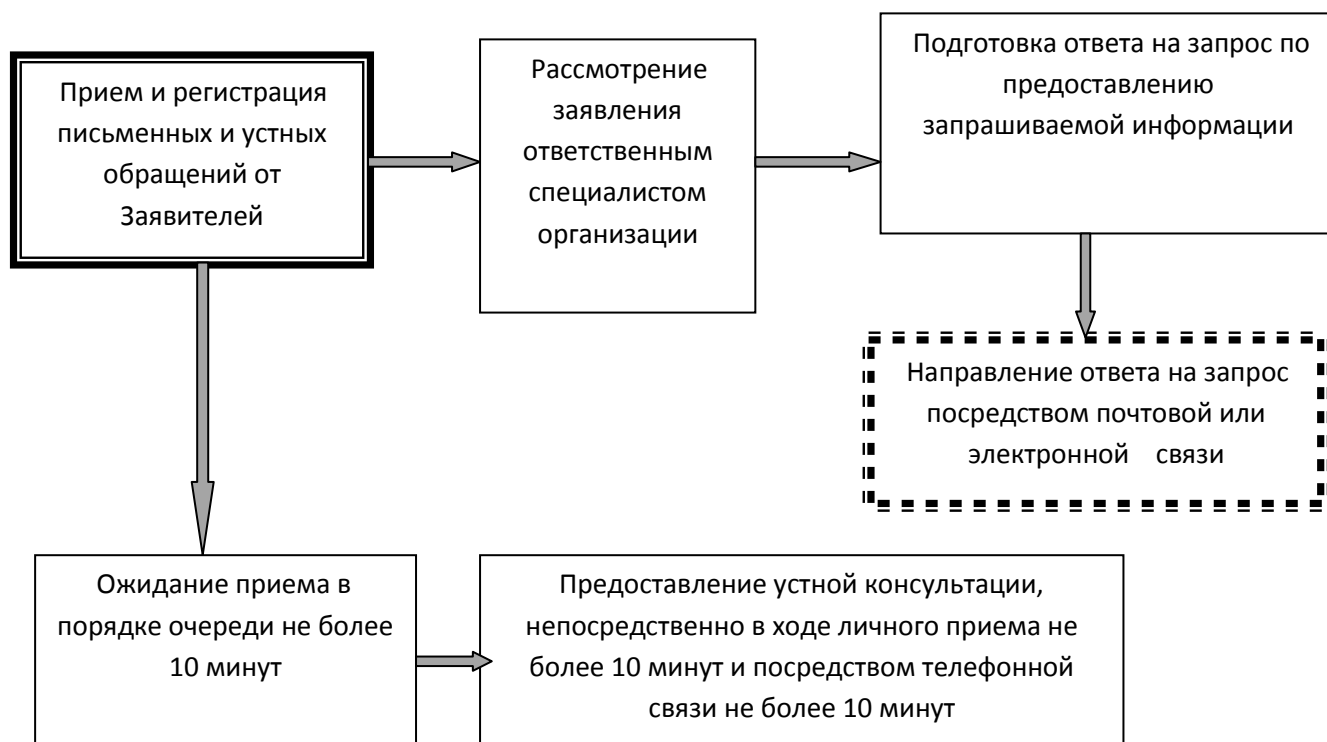 Прием и регистрация
письменных и устных
обращений от
Заявителей
Рассмотрение
заявления
ответственным
специалистом
организации
Подготовка ответа на запрос по
предоставлению
запрашиваемой информации
Направление ответа на запрос
посредством почтовой или
электронной связи
Ожидание приема в
порядке очереди не более
10 минут
Предоставление устной консультации,
непосредственно в ходе личного приема не
более 10 минут и посредством телефонной
связи не более 10 минут